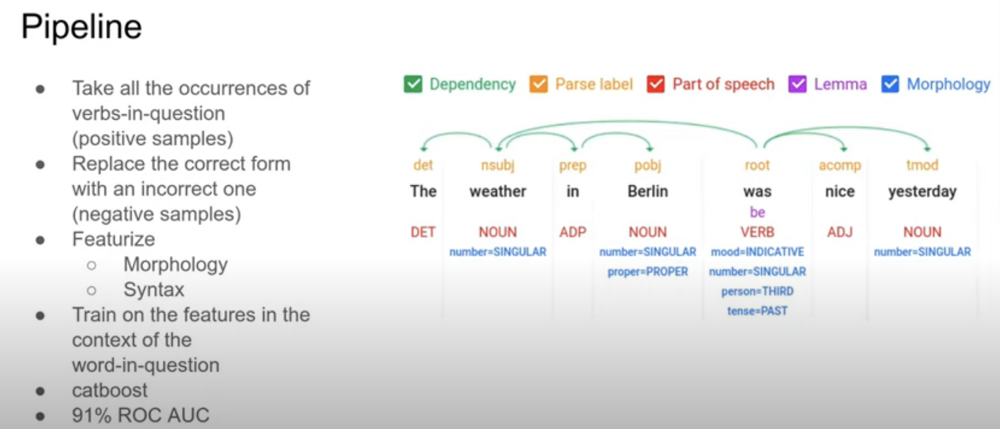 Pipeline
● Take all the occurrences of
verbs-in-question
(positive samples)
● Replace the correct form
with an incorrect one
(negative samples)
● Featurize
○ Morphology
○ Syntax
● Train on the features in the
context of the
word-in-question
● catboost
● 91% ROC AUC
Dependency Parse label Part of speech Lemma Morphology
det nsubj prep pobj root acomp tmod
The weather in Berlin was nice yesterday
be
DET NOUN ADP NOUN VERB ADJ NOUN
number=SINGULAR number=SINGULAR mood=INDICATIVE number=SINGULAR
proper=PROPER number=SINGULAR
person=THIRD
tense=PAST